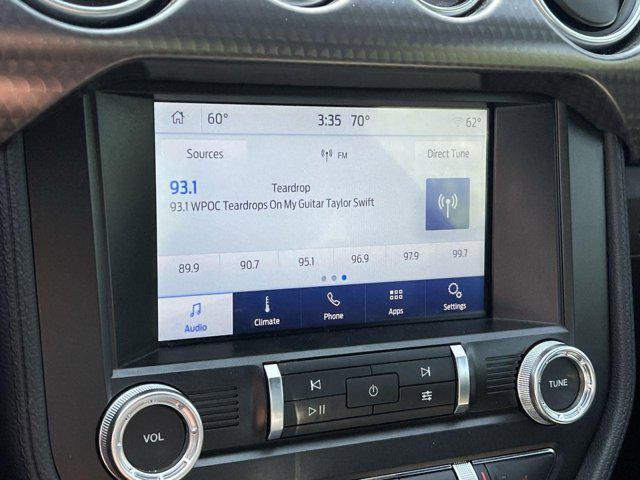 60° 3:35 70° 62°
Sources FM Direct Tune
93.1 Teardrop
93.1 WPOC Teardrops On My Guitar Taylor Swift
89.9 90.7 95.1 96.9 97.9 99.7
Audio Climate Phone Apps Settings
VOL TUNE